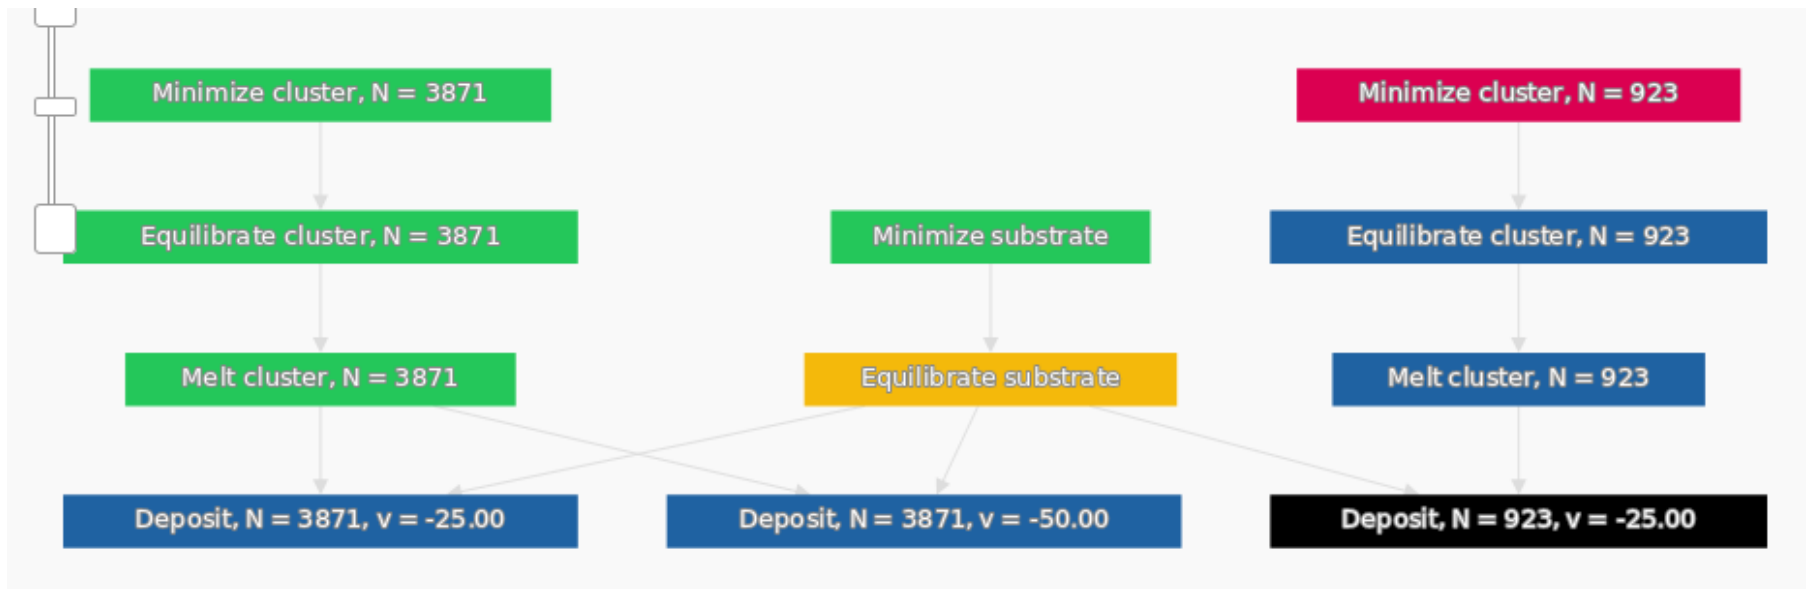 Minimize cluster, N = 3871
Minimize cluster, N = 923
Equilibrate cluster, N = 3871
Minimize substrate
Equilibrate cluster, N = 923
Melt cluster, N = 3871
Equilibrate substrate
Melt cluster, N = 923
Deposit, N = 3871, v = -25.00
Deposit, N = 3871, v = -50.00
Deposit, N = 923, v = -25.00